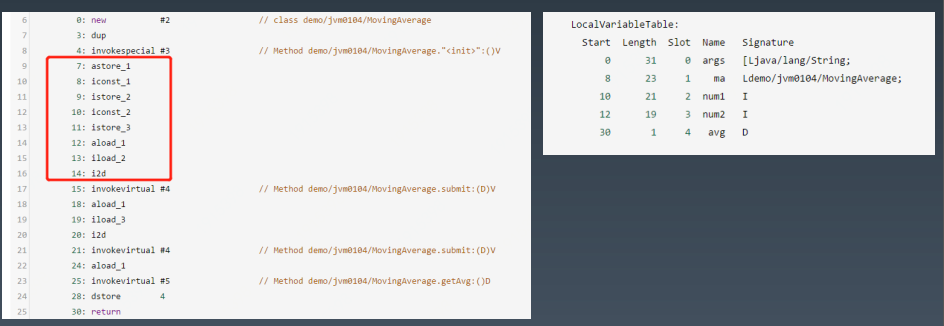 6 0: new #2 // class demo/jvm0104/MovingAverage
7 3: dup
8 4: invokespecial #3 // Method demo/jvm0104/MovingAverage."<init>":()V
9 7: astore_1
10 8: iconst_1
11 9: istore_2
12 10: iconst_2
13 11: istore_3
14 12: aload_1
15 13: iload_2
16 14: i2d
17 15: invokevirtual #4 // Method demo/jvm0104/MovingAverage.submit:(D)V
18 18: aload_1
19 19: iload_3
20 20: i2d
21 21: invokevirtual #4 // Method demo/jvm0104/MovingAverage.submit:(D)V
22 24: aload_1
23 25: invokevirtual #5 // Method demo/jvm0104/MovingAverage.getAvg:()D
24 28: dstore 4
25 30: return
LocalVariableTable:
Start Length Slot Name Signature
0 31 0 args [Ljava/lang/String;
8 23 1 ma Ldemo/jvm0104/MovingAverage;
10 21 2 num1 I
12 19 3 num2 I
30 1 4 avg D